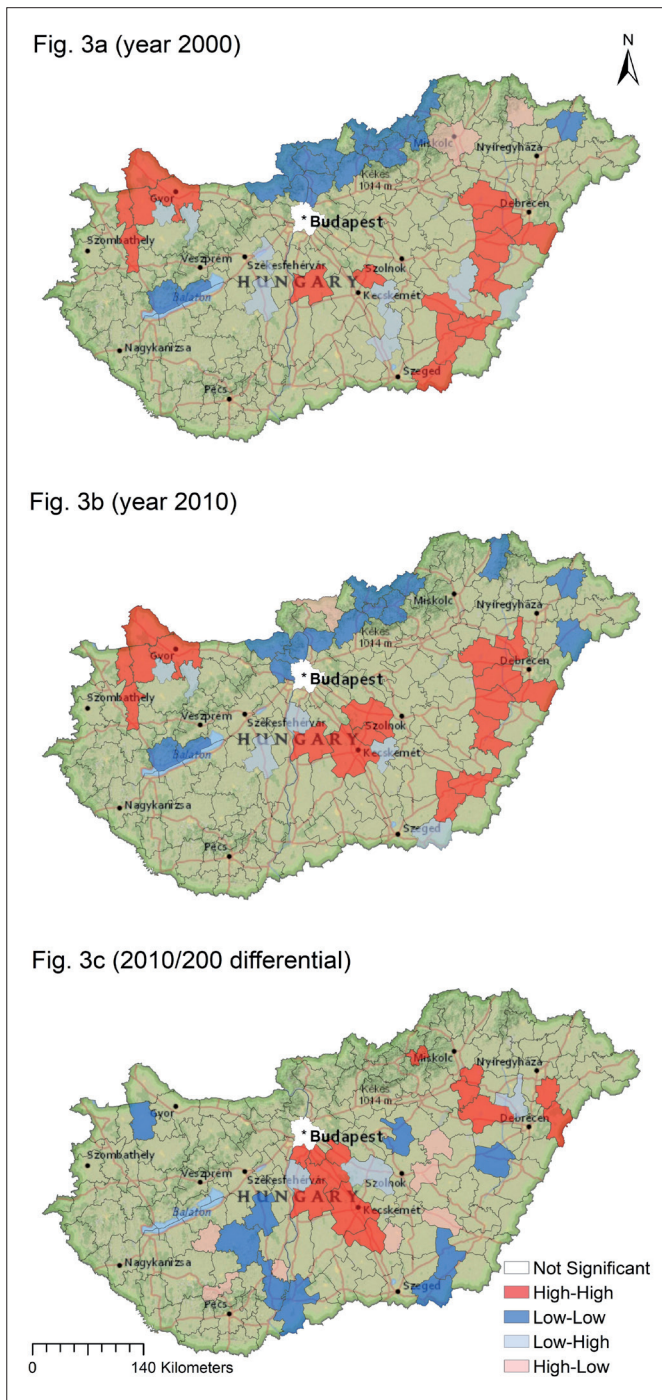 Fig. 3a (year 2000)
N
Miskolc
Nyíregyháza
Kékes
1014 m
Gyor
Debrecen
* Budapest
Szombathely
Veszprém
Székesfehérvár
Szolnok
HUNGARY
Balaton
Kecskemét
Nagykanizsa
Szeged
Pécs
Fig. 3b (year 2010)
Miskolc
Nyíregyháza
Kékes
1014 m
Gyor
Debrecen
* Budapest
Szombathely
Veszprém
Székesfehérvár
Szolnok
HUNGARY
Balaton
Kecskemét
Nagykanizsa
Szeged
Pécs
Fig. 3c (2010/200 differential)
Miskolc
Nyíregyháza
Kékes
1014 m
Gyor
Debrecen
* Budapest
Szombathely
Veszprém
Székesfehérvár
Szolnok
HUNGARY
Balaton
Kecskemét
Nagykanizsa
Szeged
Pécs
Not Significant
High-High
Low-Low
Low-High
High-Low
0 140 Kilometers